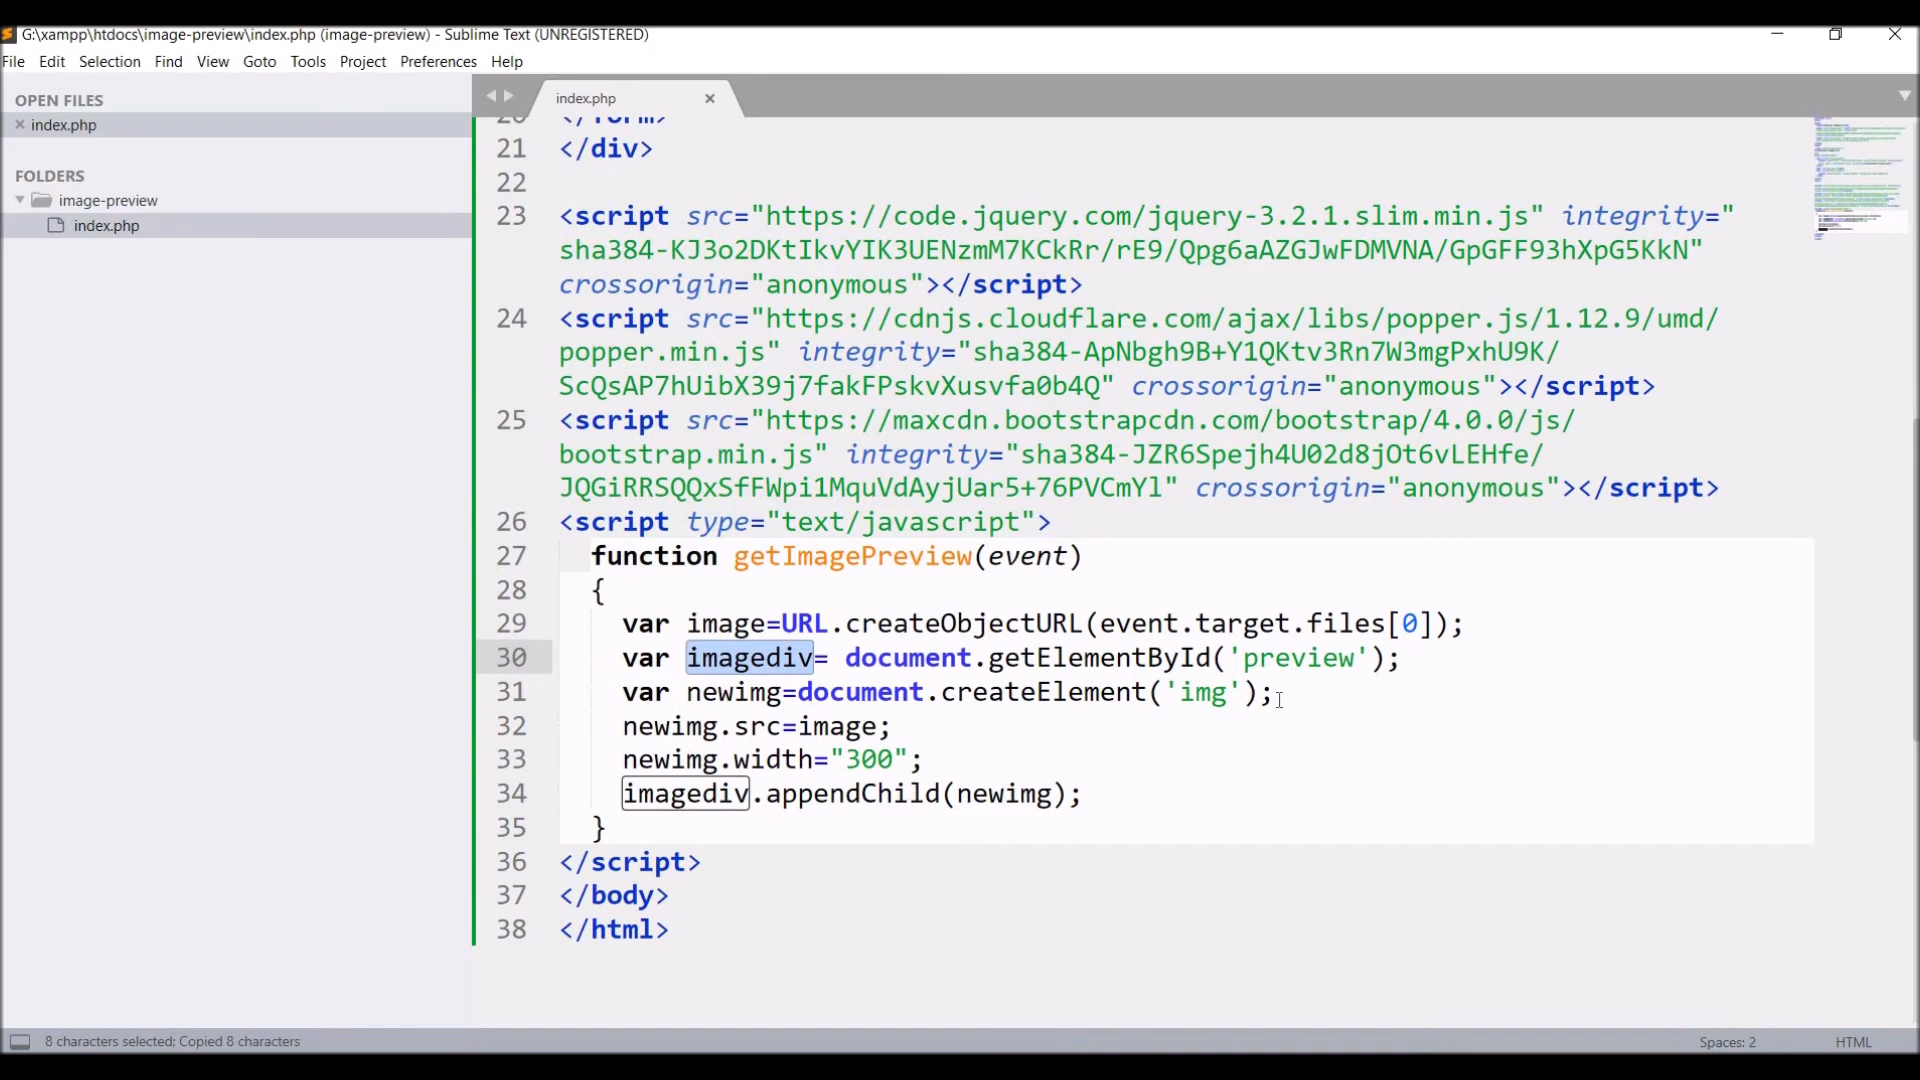 G:\xampp\htdocs\image-preview\index.php (image-preview) - Sublime Text (UNREGISTERED)
File Edit Selection Find View Goto Tools Project Preferences Help
OPEN FILES
index.php
FOLDERS
image-preview
index.php
index.php
20 </form>
21 </div>
22
23 <script src="https://code.jquery.com/jquery-3.2.1.slim.min.js" integrity="
sha384-KJ3o2DKtIkvYIK3UENzmM7KCkRr/rE9/Qpg6aAZGJwFDMVNA/GpGFF93hXpG5KkN"
crossorigin="anonymous"></script>
24 <script src="https://cdnjs.cloudflare.com/ajax/libs/popper.js/1.12.9/umd/
popper.min.js" integrity="sha384-ApNbgh9B+Y1QKtv3Rn7W3mgPxhU9K/
ScQsAP7hUibX39j7fakFPskvXusvfa0b4Q" crossorigin="anonymous"></script>
25 <script src="https://maxcdn.bootstrapcdn.com/bootstrap/4.0.0/js/
bootstrap.min.js" integrity="sha384-JZR6Spejh4U02d8jOt6vLEHfe/
JQGiRRSQQxSfFWpi1MquVdAyjUar5+76PVCmYl" crossorigin="anonymous"></script>
26 <script type="text/javascript">
27 function getImagePreview(event)
28 {
29 var image=URL.createObjectURL(event.target.files[0]);
30 var imagediv= document.getElementById('preview');
31 var newimg=document.createElement('img');
32 newimg.src=image;
33 newimg.width="300";
34 imagediv.appendChild(newimg);
35 }
36 </script>
37 </body>
38 </html>
8 characters selected; Copied 8 characters
Spaces: 2 HTML